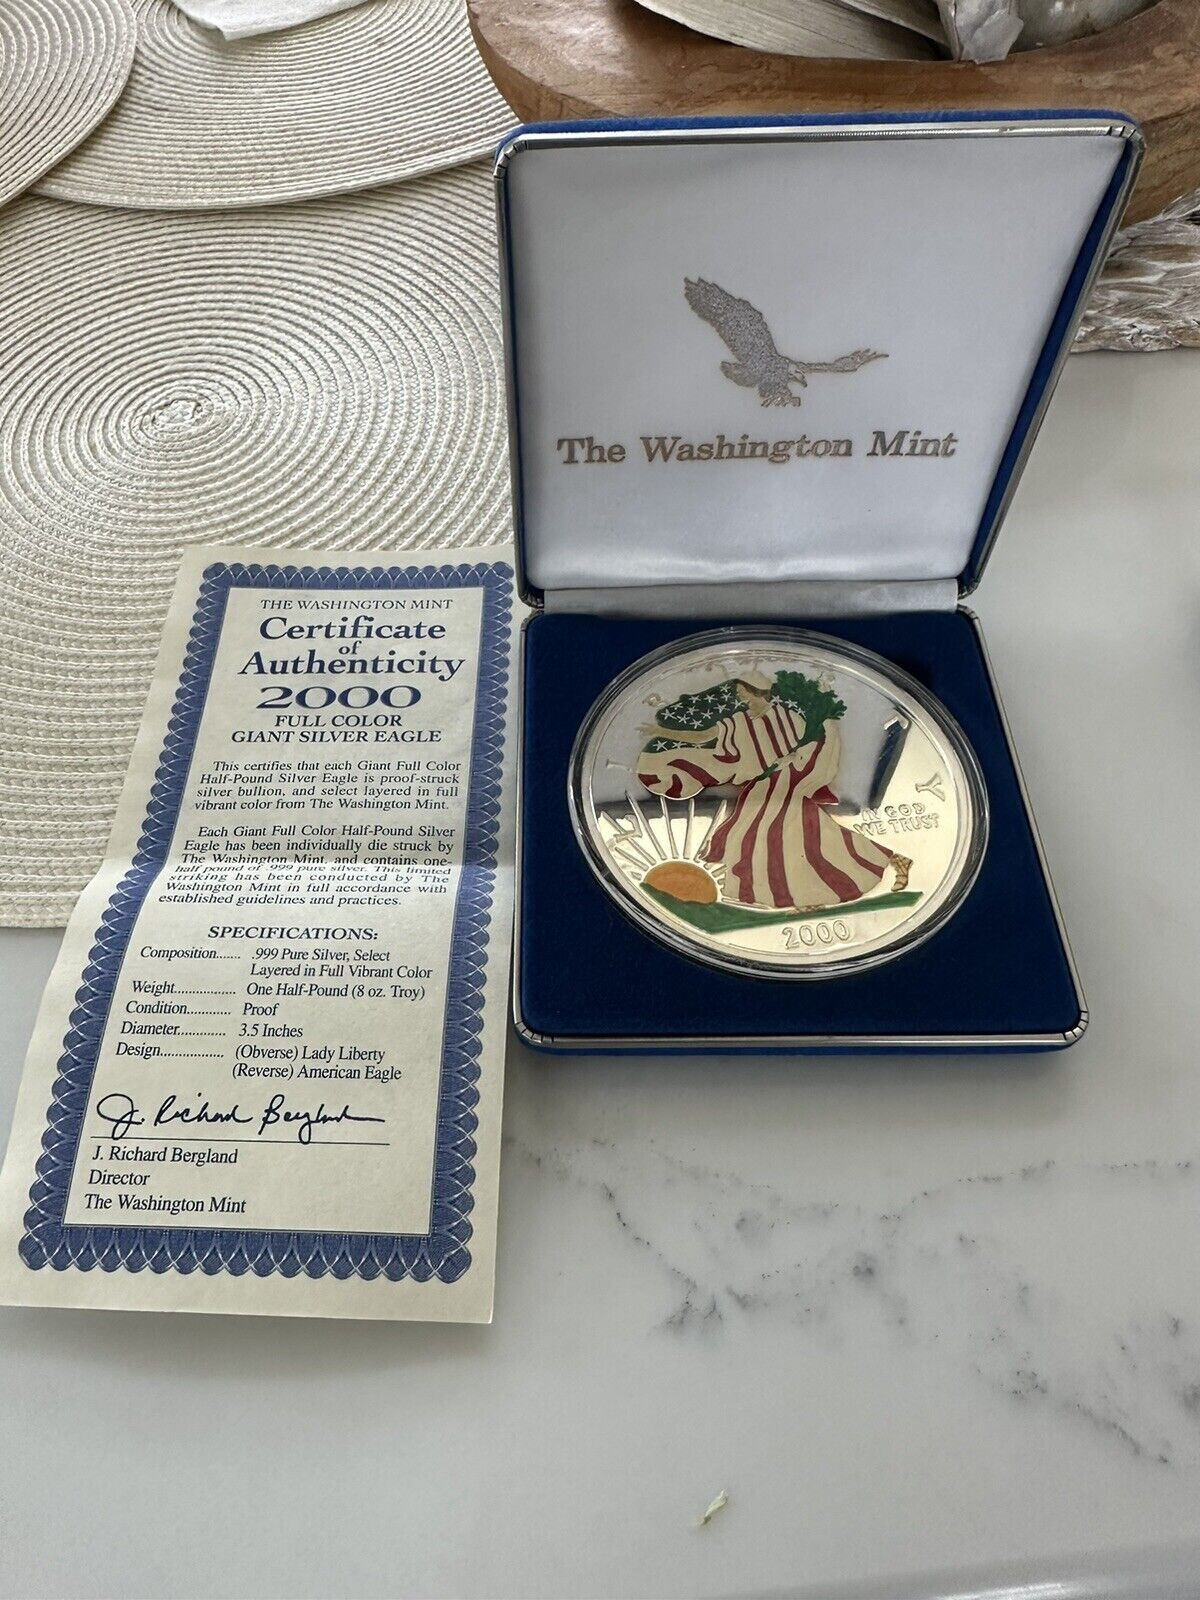 The Washington Mint
THE WASHINGTON MINT
Certificate
of
Authenticity
2000
FULL COLOR
GIANT SILVER EAGLE
This certifies that each Giant Full Color
Half-Pound Silver Eagle is proof-struck
silver bullion, and select layered in full
vibrant color from The Washington Mint.
Each Giant Full Color Half-Pound Silver
Eagle has been individually die struck by
The Washington Mint, and contains one-
half pound of .999 pure silver. This limited
striking has been conducted by The
Washington Mint in full accordance with
established guidelines and practices.
SPECIFICATIONS:
Composition....... .999 Pure Silver, Select
Layered in Full Vibrant Color
Weight................. One Half-Pound (8 oz. Troy)
Condition............ Proof
Diameter............. 3.5 Inches
Design.................. (Obverse) Lady Liberty
(Reverse) American Eagle
J. Richard Bergland
J. Richard Bergland
Director
The Washington Mint
L I B R T Y
IN GOD
WE TRUST
2000